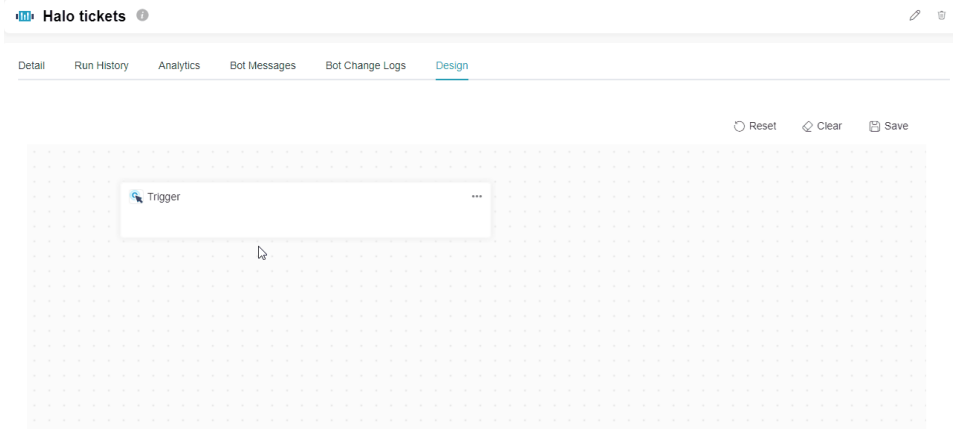 Halo tickets
Detail Run History Analytics Bot Messages Bot Change Logs Design
Reset Clear Save
Trigger